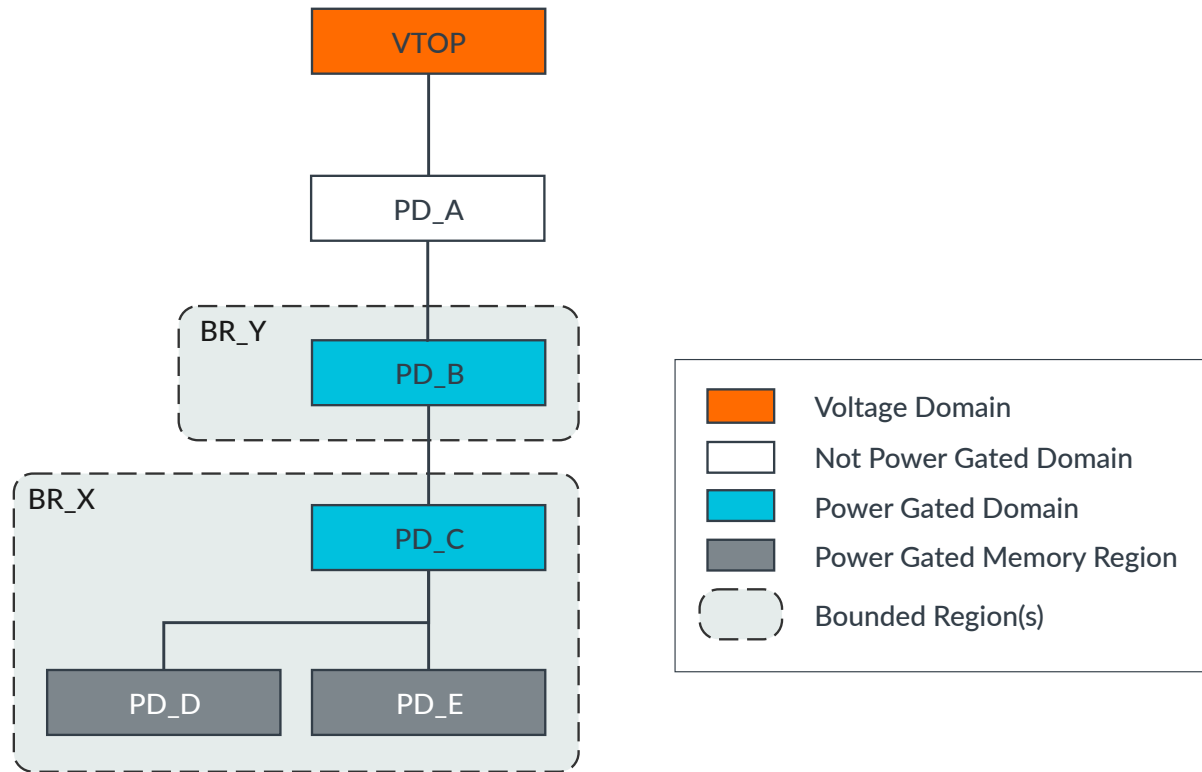 VTOP
PD_A
BR_Y
PD_B
BR_X
PD_C
PD_D
PD_E
Voltage Domain
Not Power Gated Domain
Power Gated Domain
Power Gated Memory Region
Bounded Region(s)